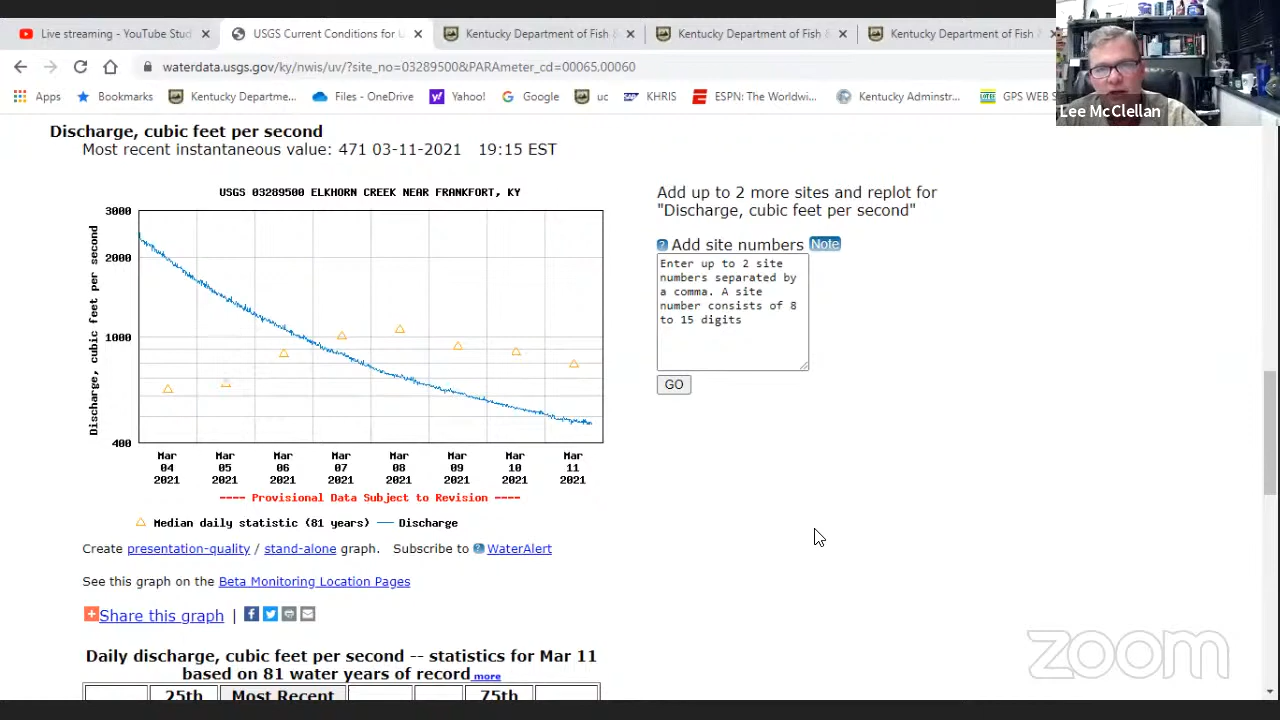 Live streaming - YouTube Stud
USGS Current Conditions for U
Kentucky Department of Fish &
Kentucky Department of Fish &
Kentucky Department of Fish &
waterdata.usgs.gov/ky/nwis/uv/?site_no=03289500&PARAmeter_cd=00065,00060
Apps
Bookmarks
Kentucky Departme...
Files - OneDrive
Yahoo!
Google
uc
KHRIS
ESPN: The Worldwi...
Kentucky Adminstr...
GPS WEB S
Lee McClellan
Discharge, cubic feet per second
Most recent instantaneous value: 471 03-11-2021 19:15 EST
USGS 03289500 ELKHORN CREEK NEAR FRANKFORT, KY
Discharge, cubic feet per second
3000
2000
1000
400
Mar 04 2021
Mar 05 2021
Mar 06 2021
Mar 07 2021
Mar 08 2021
Mar 09 2021
Mar 10 2021
Mar 11 2021
---- Provisional Data Subject to Revision ----
Median daily statistic (81 years) — Discharge
Add up to 2 more sites and replot for
"Discharge, cubic feet per second"
? Add site numbers Note
Enter up to 2 site
numbers separated by
a comma. A site
number consists of 8
to 15 digits
GO
Create presentation-quality / stand-alone graph. Subscribe to ? WaterAlert
See this graph on the Beta Monitoring Location Pages
Share this graph |
Daily discharge, cubic feet per second -- statistics for Mar 11
based on 81 water years of record more
25th
Most Recent
75th
zoom